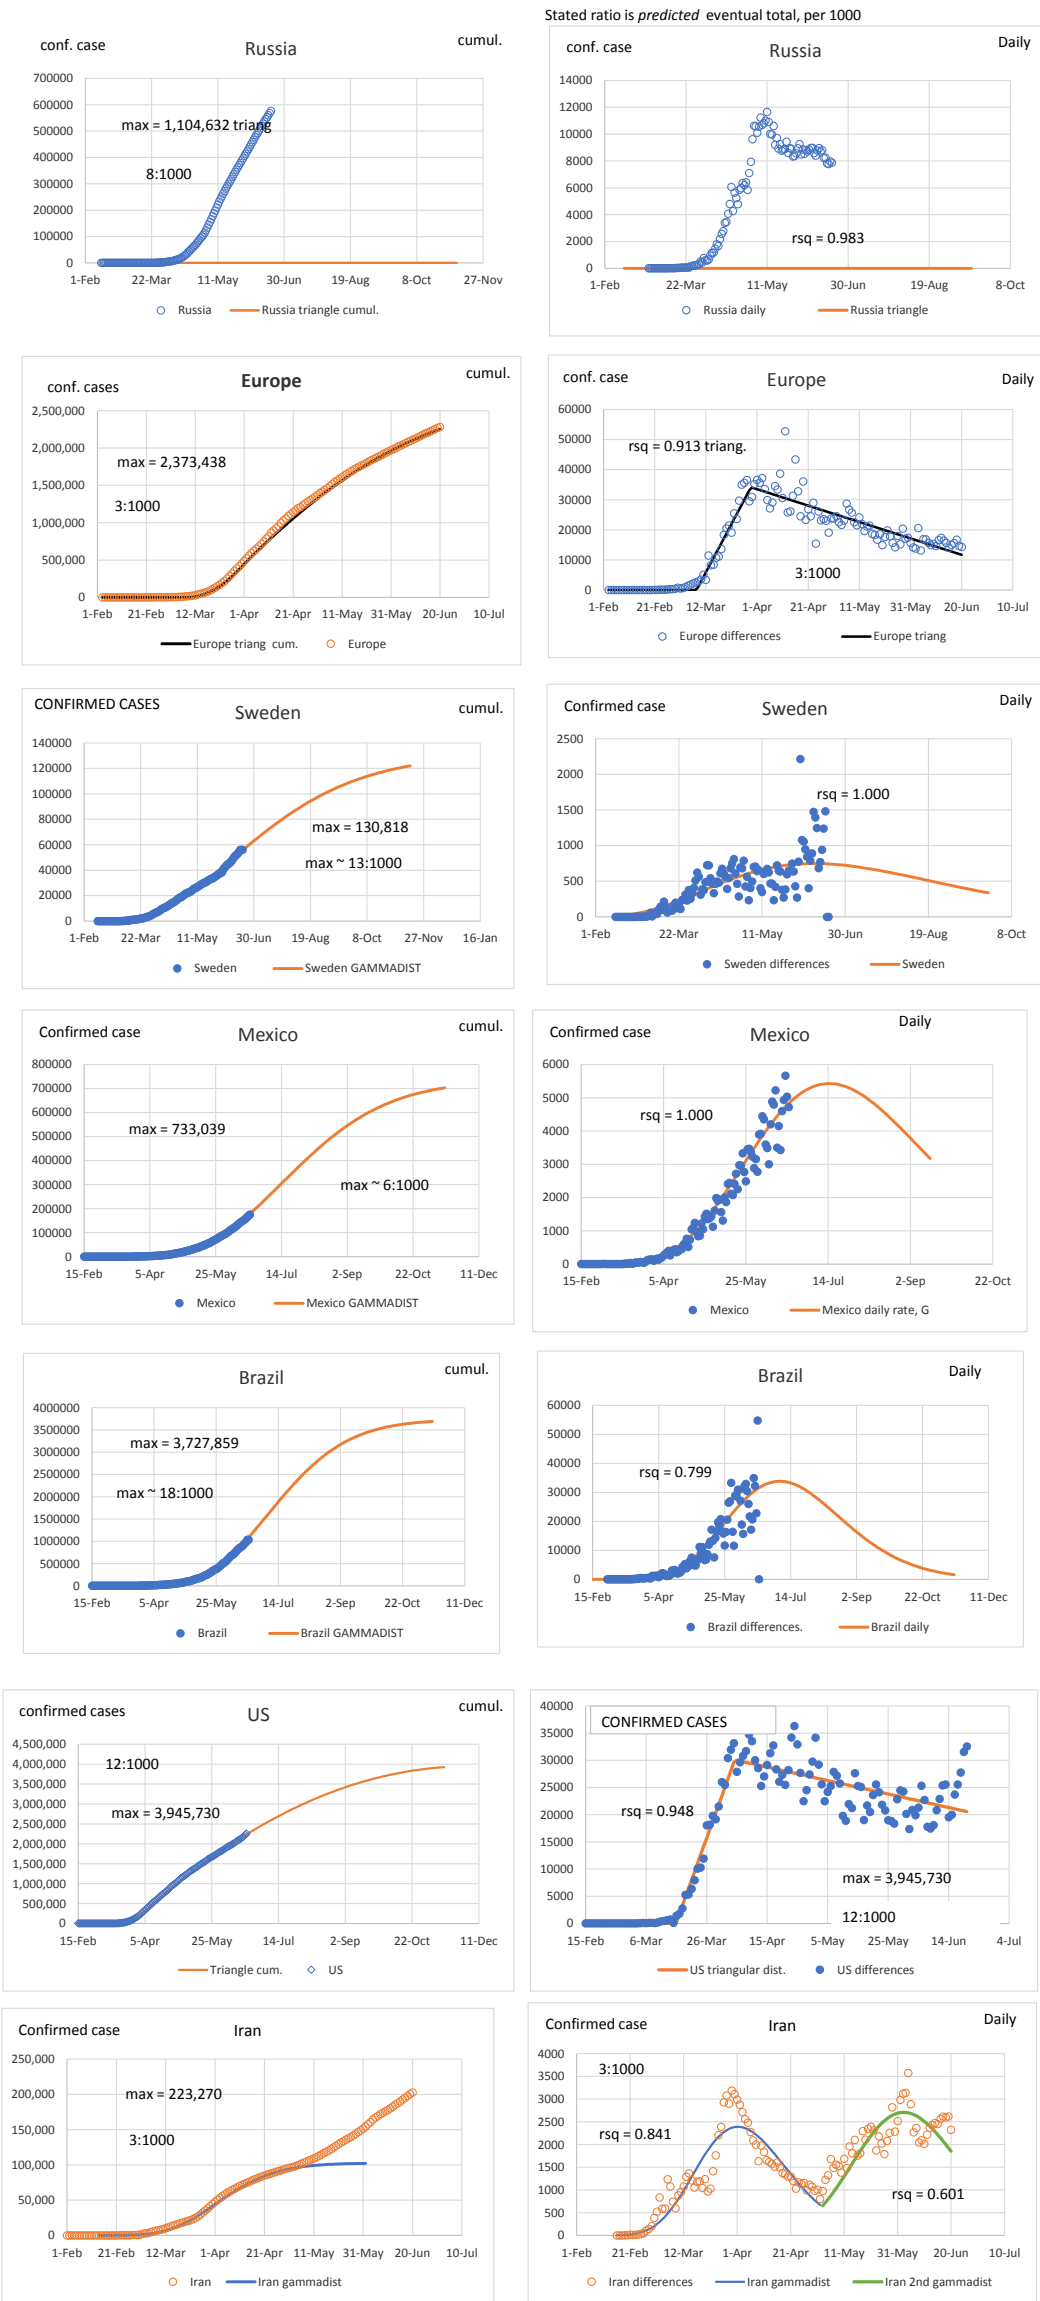 Stated ratio is predicted eventual total, per 1000
conf. case
Russia
cumul.
700000
600000
500000
400000
300000
200000
100000
0
max = 1,104,632 triang
8:1000
1-Feb 22-Mar 11-May 30-Jun 19-Aug 8-Oct 27-Nov
Russia Russia triangle cumul.
conf. case
Russia
Daily
14000
12000
10000
8000
6000
4000
2000
0
rsq = 0.983
1-Feb 22-Mar 11-May 30-Jun 19-Aug 8-Oct
Russia daily Russia triangle
conf. cases
Europe
cumul.
2,500,000
2,000,000
1,500,000
1,000,000
500,000
0
max = 2,373,438
3:1000
1-Feb 21-Feb 12-Mar 1-Apr 21-Apr 11-May 31-May 20-Jun 10-Jul
Europe triang cum. Europe
conf. case
Europe
Daily
60000
50000
40000
30000
20000
10000
0
rsq = 0.913 triang.
3:1000
1-Feb 21-Feb 12-Mar 1-Apr 21-Apr 11-May 31-May 20-Jun 10-Jul
Europe differences Europe triang
CONFIRMED CASES
Sweden
cumul.
140000
120000
100000
80000
60000
40000
20000
0
max = 130,818
max ~ 13:1000
1-Feb 22-Mar 11-May 30-Jun 19-Aug 8-Oct 27-Nov 16-Jan
Sweden Sweden GAMMADIST
Confirmed case
Sweden
Daily
2500
2000
1500
1000
500
0
rsq = 1.000
1-Feb 22-Mar 11-May 30-Jun 19-Aug 8-Oct
Sweden differences Sweden
Confirmed case
Mexico
cumul.
800000
700000
600000
500000
400000
300000
200000
100000
0
max = 733,039
max ~ 6:1000
15-Feb 5-Apr 25-May 14-Jul 2-Sep 22-Oct 11-Dec
Mexico Mexico GAMMADIST
Confirmed case
Mexico
Daily
6000
5000
4000
3000
2000
1000
0
rsq = 1.000
15-Feb 5-Apr 25-May 14-Jul 2-Sep 22-Oct
Mexico Mexico daily rate, G
Brazil
cumul.
4000000
3500000
3000000
2500000
2000000
1500000
1000000
500000
0
max = 3,727,859
max ~ 18:1000
15-Feb 5-Apr 25-May 14-Jul 2-Sep 22-Oct 11-Dec
Brazil Brazil GAMMADIST
Brazil
Daily
60000
50000
40000
30000
20000
10000
0
rsq = 0.799
15-Feb 5-Apr 25-May 14-Jul 2-Sep 22-Oct 11-Dec
Brazil differences. Brazil daily
confirmed cases
US
cumul.
4,500,000
4,000,000
3,500,000
3,000,000
2,500,000
2,000,000
1,500,000
1,000,000
500,000
0
12:1000
max = 3,945,730
15-Feb 5-Apr 25-May 14-Jul 2-Sep 22-Oct 11-Dec
Triangle cum. US
CONFIRMED CASES
40000
35000
30000
25000
20000
15000
10000
5000
0
rsq = 0.948
max = 3,945,730
12:1000
15-Feb 6-Mar 26-Mar 15-Apr 5-May 25-May 14-Jun 4-Jul
US triangular dist. US differences
Confirmed case
Iran
250,000
200,000
150,000
100,000
50,000
0
max = 223,270
3:1000
1-Feb 21-Feb 12-Mar 1-Apr 21-Apr 11-May 31-May 20-Jun 10-Jul
Iran Iran gammadist
Confirmed case
Iran
Daily
4000
3500
3000
2500
2000
1500
1000
500
0
3:1000
rsq = 0.841
rsq = 0.601
1-Feb 21-Feb 12-Mar 1-Apr 21-Apr 11-May 31-May 20-Jun 10-Jul
Iran differences Iran gammadist Iran 2nd gammadist